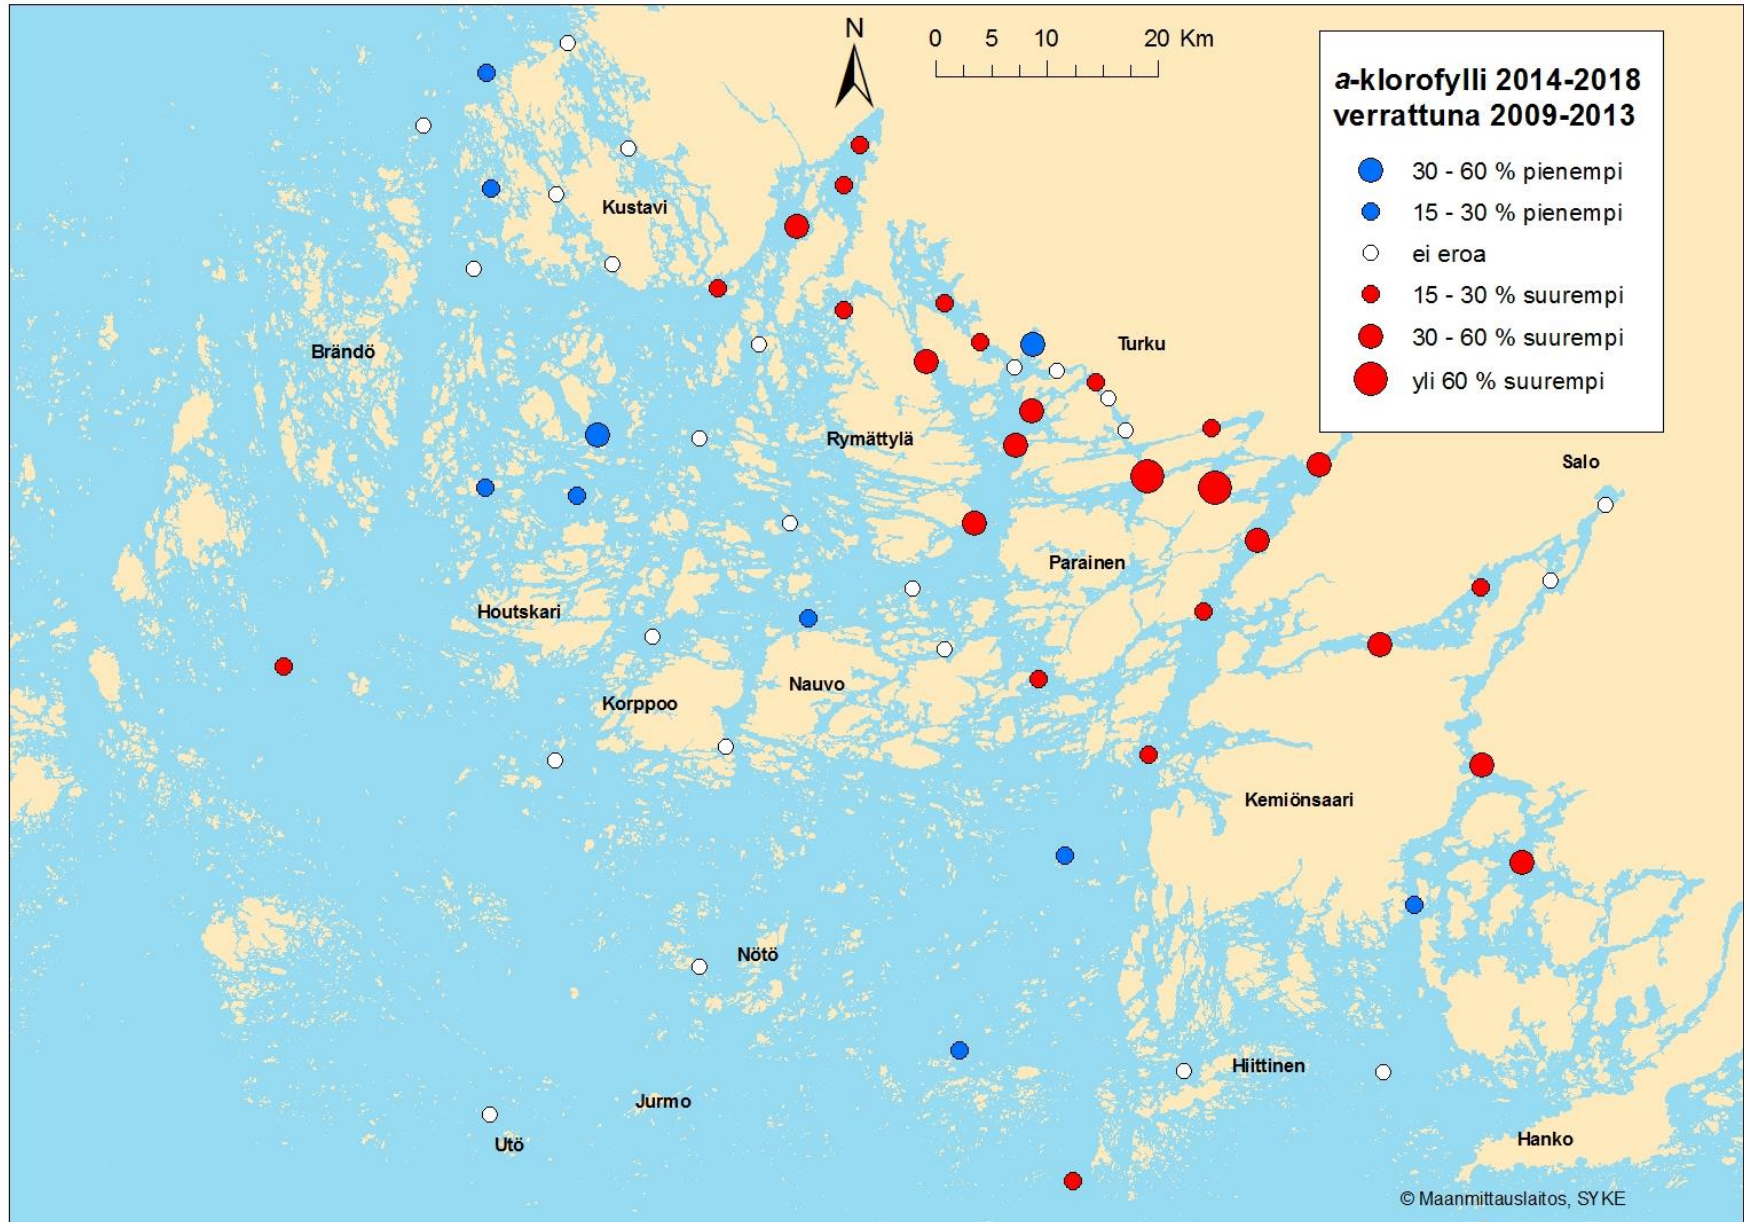 N
0 5 10 20 Km
a-klorofylli 2014-2018
verrattuna 2009-2013
30 - 60 % pienempi
15 - 30 % pienempi
ei eroa
15 - 30 % suurempi
30 - 60 % suurempi
yli 60 % suurempi
Kustavi
Turku
Brändö
Rymättylä
Salo
Parainen
Houtskari
Nauvo
Korppoo
Kemiönsaari
Nötö
Hiittinen
Jurmo
Hanko
Utö
© Maanmittauslaitos, SYKE